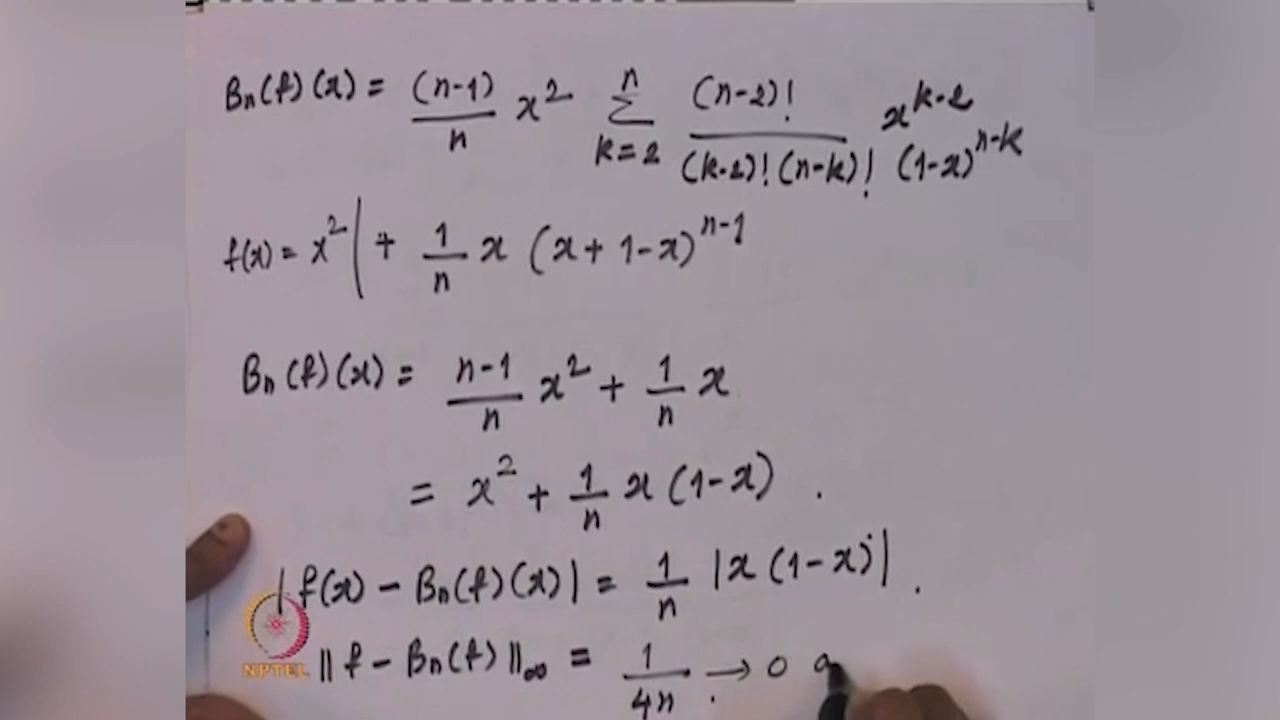 Bn(f)(x) = (n-1)/n x² Σ_{k=2}^{n} (n-2)!/((k-2)!(n-k)!) x^{k-2} (1-x)^{n-k}
f(x) = x² | + 1/n x (x + 1-x)^{n-1}
Bn(f)(x) = n-1/n x² + 1/n x
= x² + 1/n x (1-x) .
|f(x) - Bn(f)(x)| = 1/n |x (1-x)| .
NPTEL
||f - Bn(f)||∞ = 1/4n → 0